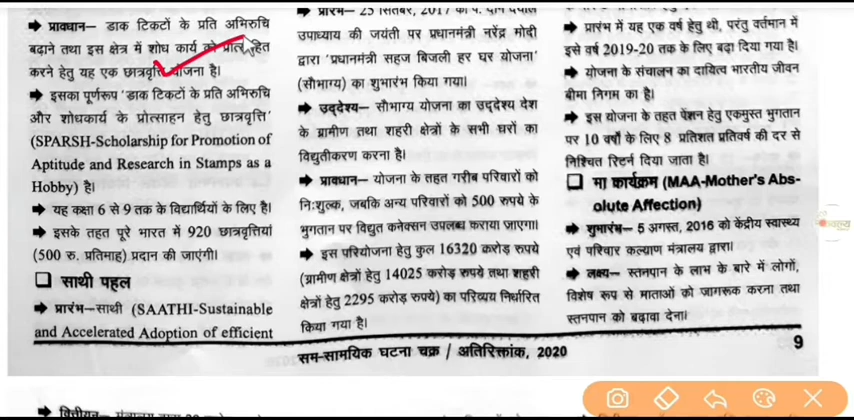 ➡ प्रावधान– डाक टिकटों के प्रति अभिरुचि
बढ़ाने तथा इस क्षेत्र में शोध कार्य को
करने हेतु यह एक छात्रवृत्ति योजना है।
➡ इसका पूर्णरूप 'डाक टिकटों के प्रति अभिरुचि
और शोधकार्य के प्रोत्साहन हेतु छात्रवृत्ति'
(SPARSH-Scholarship for Promotion of
Aptitude and Research in Stamps as a
Hobby) है।
➡ यह कक्षा 6 से 9 तक के विद्यार्थियों के लिए है।
➡ इसके तहत पूरे भारत में 920 छात्रवृत्तियां
(500 रु. प्रतिमाह) प्रदान की जाएंगी।
❑ साथी पहल
➡ प्रारंभ–साथी (SAATHI-Sustainable
and Accelerated Adoption of efficient
➡ प्रारंभ– 25 सितंबर, 2017 को पं. दीन दयाल
उपाध्याय की जयंती पर प्रधानमंत्री नरेंद्र मोदी
द्वारा 'प्रधानमंत्री सहज बिजली हर घर योजना'
(सौभाग्य) का शुभारंभ किया गया।
➡ उद्देश्य– सौभाग्य योजना का उद्देश्य देश
के ग्रामीण तथा शहरी क्षेत्रों के सभी घरों का
विद्युतीकरण करना है।
➡ प्रावधान– योजना के तहत गरीब परिवारों को
निःशुल्क, जबकि अन्य परिवारों को 500 रुपये के
भुगतान पर विद्युत कनेक्सन उपलब्ध कराया जाएगा।
➡ इस परियोजना हेतु कुल 16320 करोड़ रुपये
(ग्रामीण क्षेत्रों हेतु 14025 करोड़ रुपये तथा शहरी
क्षेत्रों हेतु 2295 करोड़ रुपये) का परिव्यय निर्धारित
किया गया है।
➡ प्रारंभ में यह एक वर्ष हेतु थी, परंतु वर्तमान में
इसे वर्ष 2019-20 तक के लिए बढ़ा दिया गया है।
➡ योजना के संचालन का दायित्व भारतीय जीवन
बीमा निगम का है।
➡ इस योजना के तहत पेंशन हेतु एकमुस्त भुगतान
पर 10 वर्षों के लिए 8 प्रतिशत प्रतिवर्ष की दर से
निश्चित रिटर्न दिया जाता है।
❑ मा कार्यक्रम (MAA-Mother's Abs-
olute Affection)
➡ शुभारंभ– 5 अगस्त, 2016 को केंद्रीय स्वास्थ्य
एवं परिवार कल्याण मंत्रालय द्वारा।
➡ लक्ष्य– स्तनपान के लाभ के बारे में लोगों,
विशेष रूप से माताओं को जागरूक करना तथा
स्तनपान को बढ़ावा देना।
सम-सामयिक घटना चक्र / अतिरिक्तांक, 2020
9
➡ वित्तीयन–